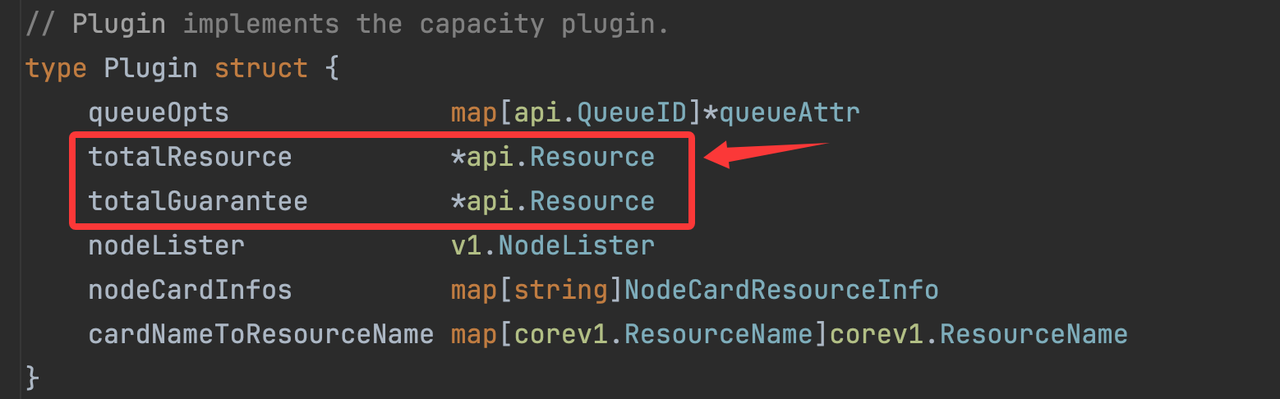 // Plugin implements the capacity plugin.
type Plugin struct {
    queueOpts             map[api.QueueID]*queueAttr
    totalResource         *api.Resource
    totalGuarantee        *api.Resource
    nodeLister            v1.NodeLister
    nodeCardInfos         map[string]NodeCardResourceInfo
    cardNameToResourceName map[corev1.ResourceName]corev1.ResourceName
}